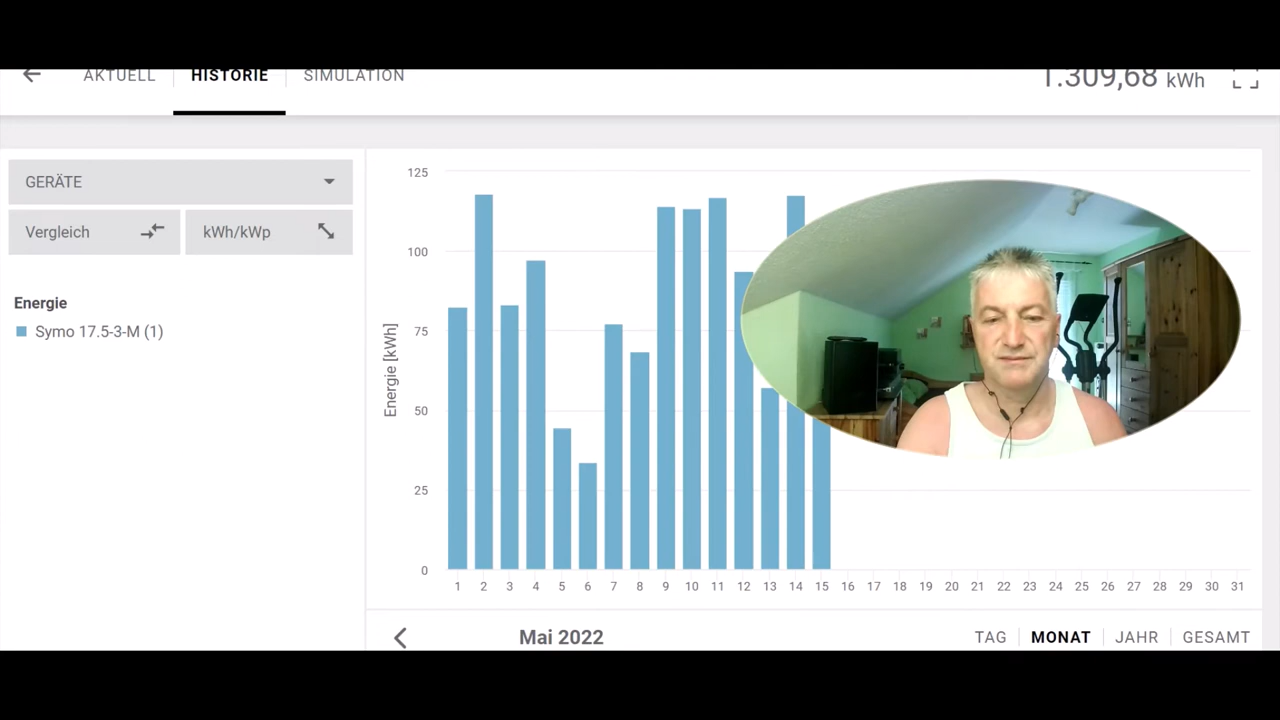 AKTUELL HISTORIE SIMULATION 1.309,68 kWh
GERÄTE
Vergleich kWh/kWp
Energie
Symo 17.5-3-M (1)
125
100
75
50
25
0
Energie [kWh]
1 2 3 4 5 6 7 8 9 10 11 12 13 14 15 16 17 18 19 20 21 22 23 24 25 26 27 28 29 30 31
Mai 2022 TAG MONAT JAHR GESAMT